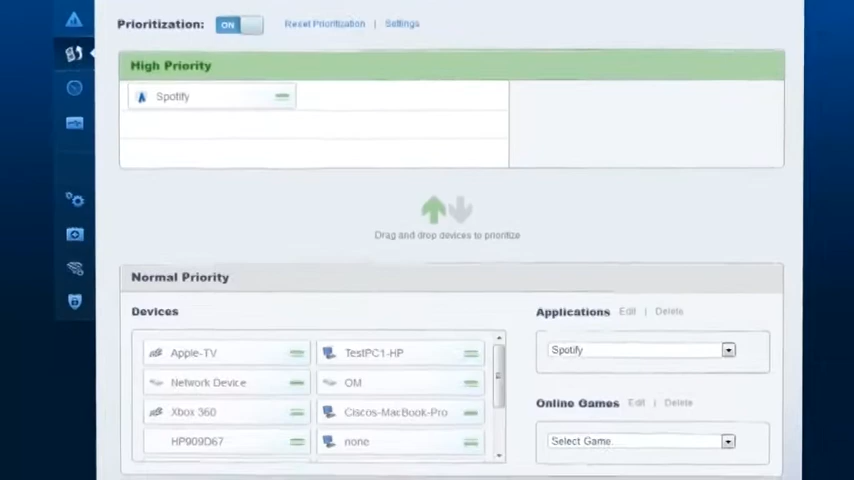 Prioritization: ON Reset Prioritization | Settings
High Priority
Spotify
Drag and drop devices to prioritize
Normal Priority
Devices
Applications Edit | Delete
Apple-TV
TestPC1-HP
Spotify
Network Device
OM
Xbox 360
Ciscos-MacBook-Pro
Online Games Edit | Delete
HP909D67
none
Select Game.